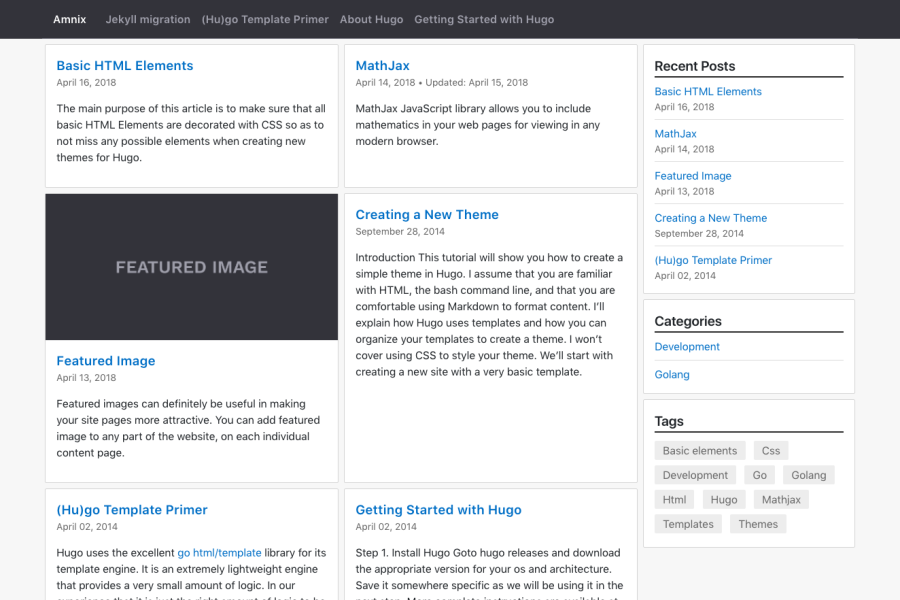 Amnix Jekyll migration (Hu)go Template Primer About Hugo Getting Started with Hugo
Basic HTML Elements
April 16, 2018
The main purpose of this article is to make sure that all
basic HTML Elements are decorated with CSS so as to
not miss any possible elements when creating new
themes for Hugo.
MathJax
April 14, 2018 • Updated: April 15, 2018
MathJax JavaScript library allows you to include
mathematics in your web pages for viewing in any
modern browser.
FEATURED IMAGE
Featured Image
April 13, 2018
Featured images can definitely be useful in making
your site pages more attractive. You can add featured
image to any part of the website, on each individual
content page.
Creating a New Theme
September 28, 2014
Introduction This tutorial will show you how to create a
simple theme in Hugo. I assume that you are familiar
with HTML, the bash command line, and that you are
comfortable using Markdown to format content. I’ll
explain how Hugo uses templates and how you can
organize your templates to create a theme. I won’t
cover using CSS to style your theme. We’ll start with
creating a new site with a very basic template.
(Hu)go Template Primer
April 02, 2014
Hugo uses the excellent go html/template library for its
template engine. It is an extremely lightweight engine
that provides a very small amount of logic. In our
Getting Started with Hugo
April 02, 2014
Step 1. Install Hugo Goto hugo releases and download
the appropriate version for your os and architecture.
Save it somewhere specific as we will be using it in the
Recent Posts
Basic HTML Elements
April 16, 2018
MathJax
April 14, 2018
Featured Image
April 13, 2018
Creating a New Theme
September 28, 2014
(Hu)go Template Primer
April 02, 2014
Categories
Development
Golang
Tags
Basic elements Css
Development Go Golang
Html Hugo Mathjax
Templates Themes